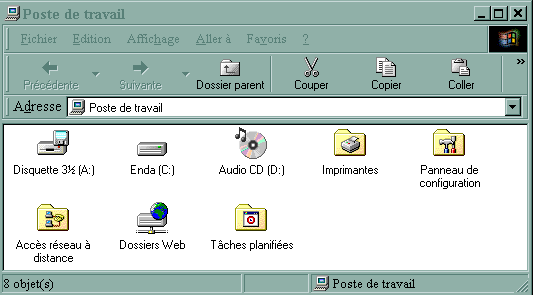 Poste de travail
Fichier Edition Affichage Aller à Favoris ?
Précédente Suivante Dossier parent Couper Copier Coller »
Adresse Poste de travail
Disquette 3½ (A:) Enda (C:) Audio CD (D:) Imprimantes Panneau de
configuration
Accès réseau à Dossiers Web Tâches planifiées
distance
8 objet(s) Poste de travail